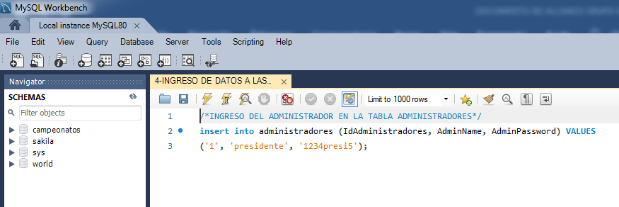 MySQL Workbench
Local instance MySQL80
File Edit View Query Database Server Tools Scripting Help
Navigator
4-INGRESO DE DATOS A LAS...
SCHEMAS
Limit to 1000 rows
Filter objects
1 /*INGRESO DEL ADMINISTRADOR EN LA TABLA ADMINISTRADORES*/
campeonatos
2 insert into administradores (IdAdministradores, AdminName, AdminPassword) VALUES
sakila
3 ('1', 'presidente', '1234presi5');
sys
world